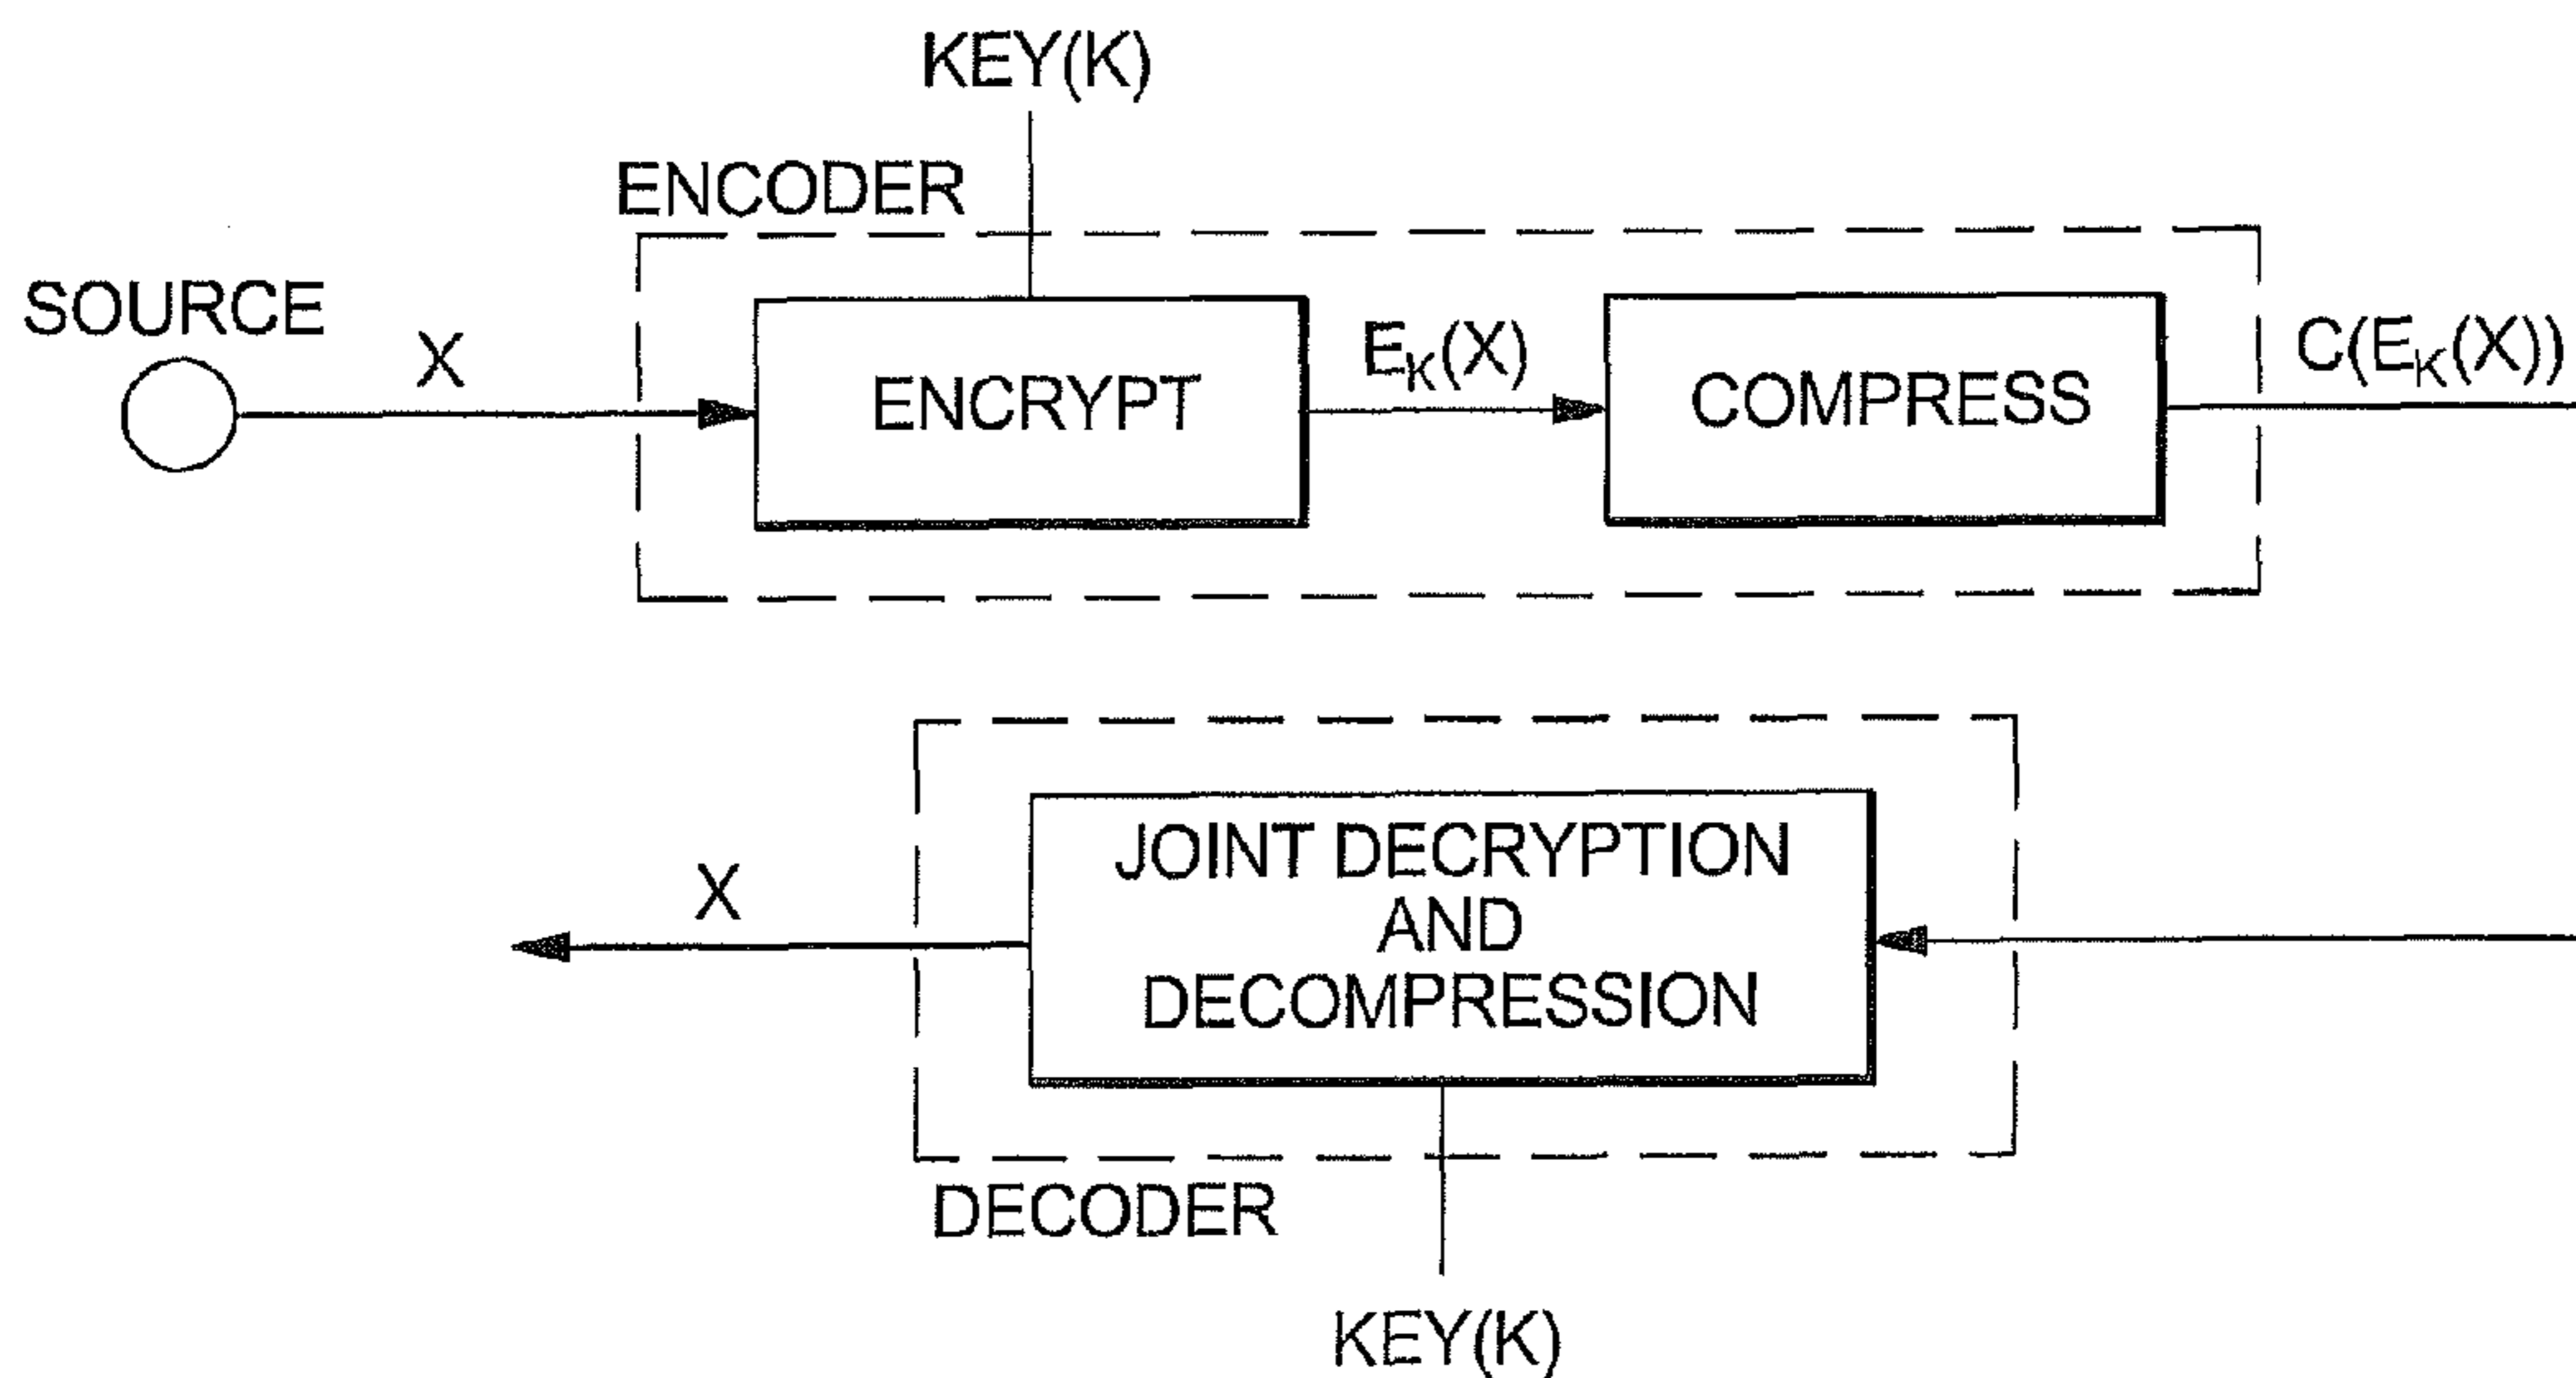 KEY(K)
ENCODER
SOURCE
X
ENCRYPT
E_K(X)
COMPRESS
C(E_K(X))
X
JOINT DECRYPTION
AND
DECOMPRESSION
DECODER
KEY(K)